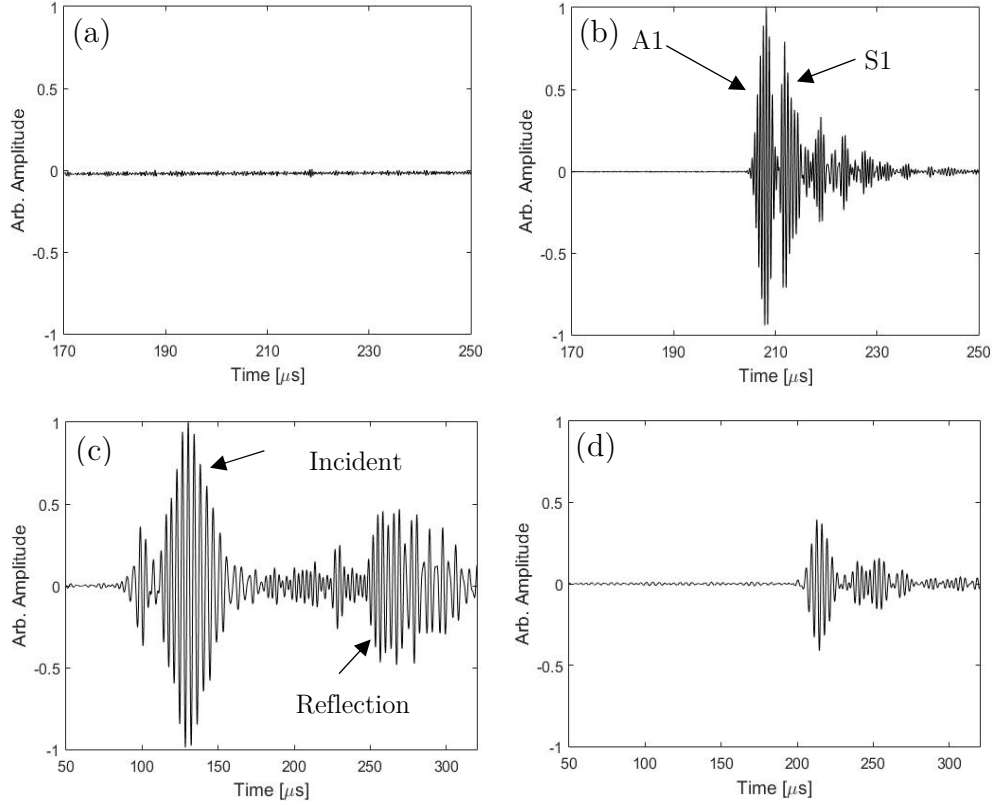 (a)
1
0.5
0
-0.5
-1
Arb. Amplitude
170 190 210 230 250
Time [μs]
(b)
A1
S1
1
0.5
0
-0.5
-1
Arb. Amplitude
170 190 210 230 250
Time [μs]
(c)
Incident
Reflection
1
0.5
0
-0.5
-1
Arb. Amplitude
50 100 150 200 250 300
Time [μs]
(d)
1
0.5
0
-0.5
-1
Arb. Amplitude
50 100 150 200 250 300
Time [μs]